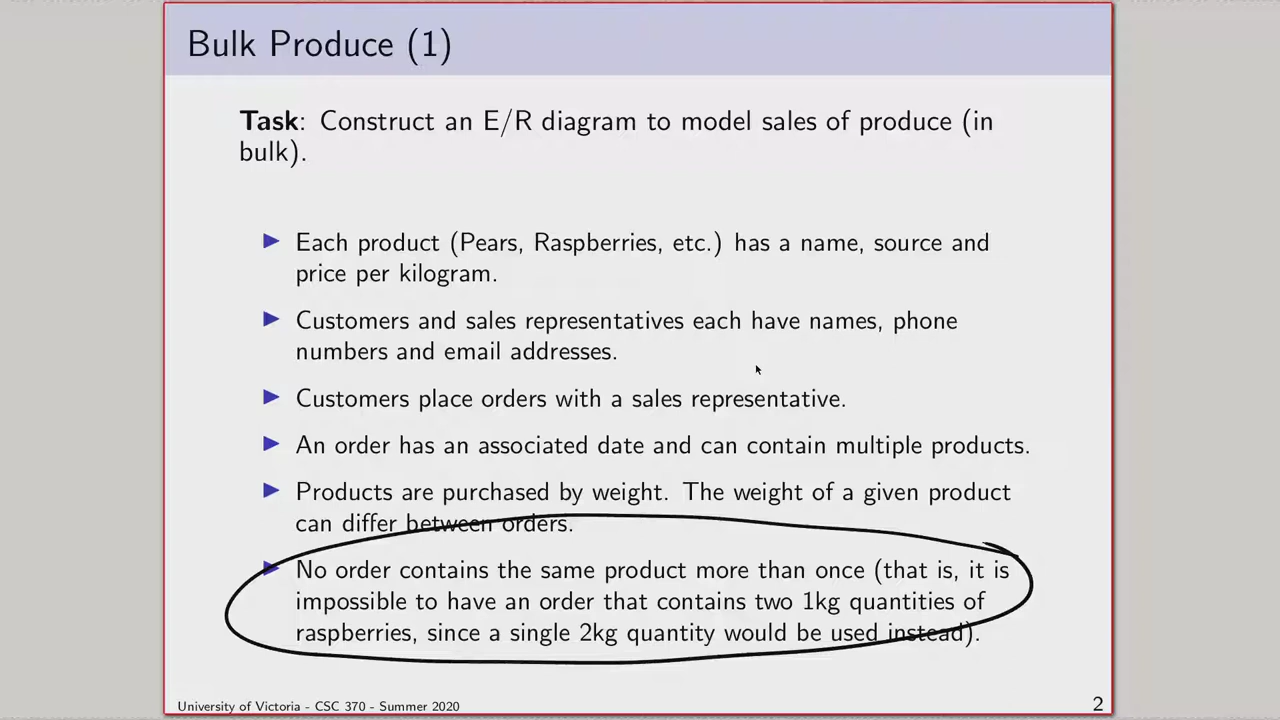 Bulk Produce (1)
Task: Construct an E/R diagram to model sales of produce (in
bulk).
Each product (Pears, Raspberries, etc.) has a name, source and
price per kilogram.
Customers and sales representatives each have names, phone
numbers and email addresses.
Customers place orders with a sales representative.
An order has an associated date and can contain multiple products.
Products are purchased by weight. The weight of a given product
can differ between orders.
No order contains the same product more than once (that is, it is
impossible to have an order that contains two 1kg quantities of
raspberries, since a single 2kg quantity would be used instead).
University of Victoria - CSC 370 - Summer 2020
2